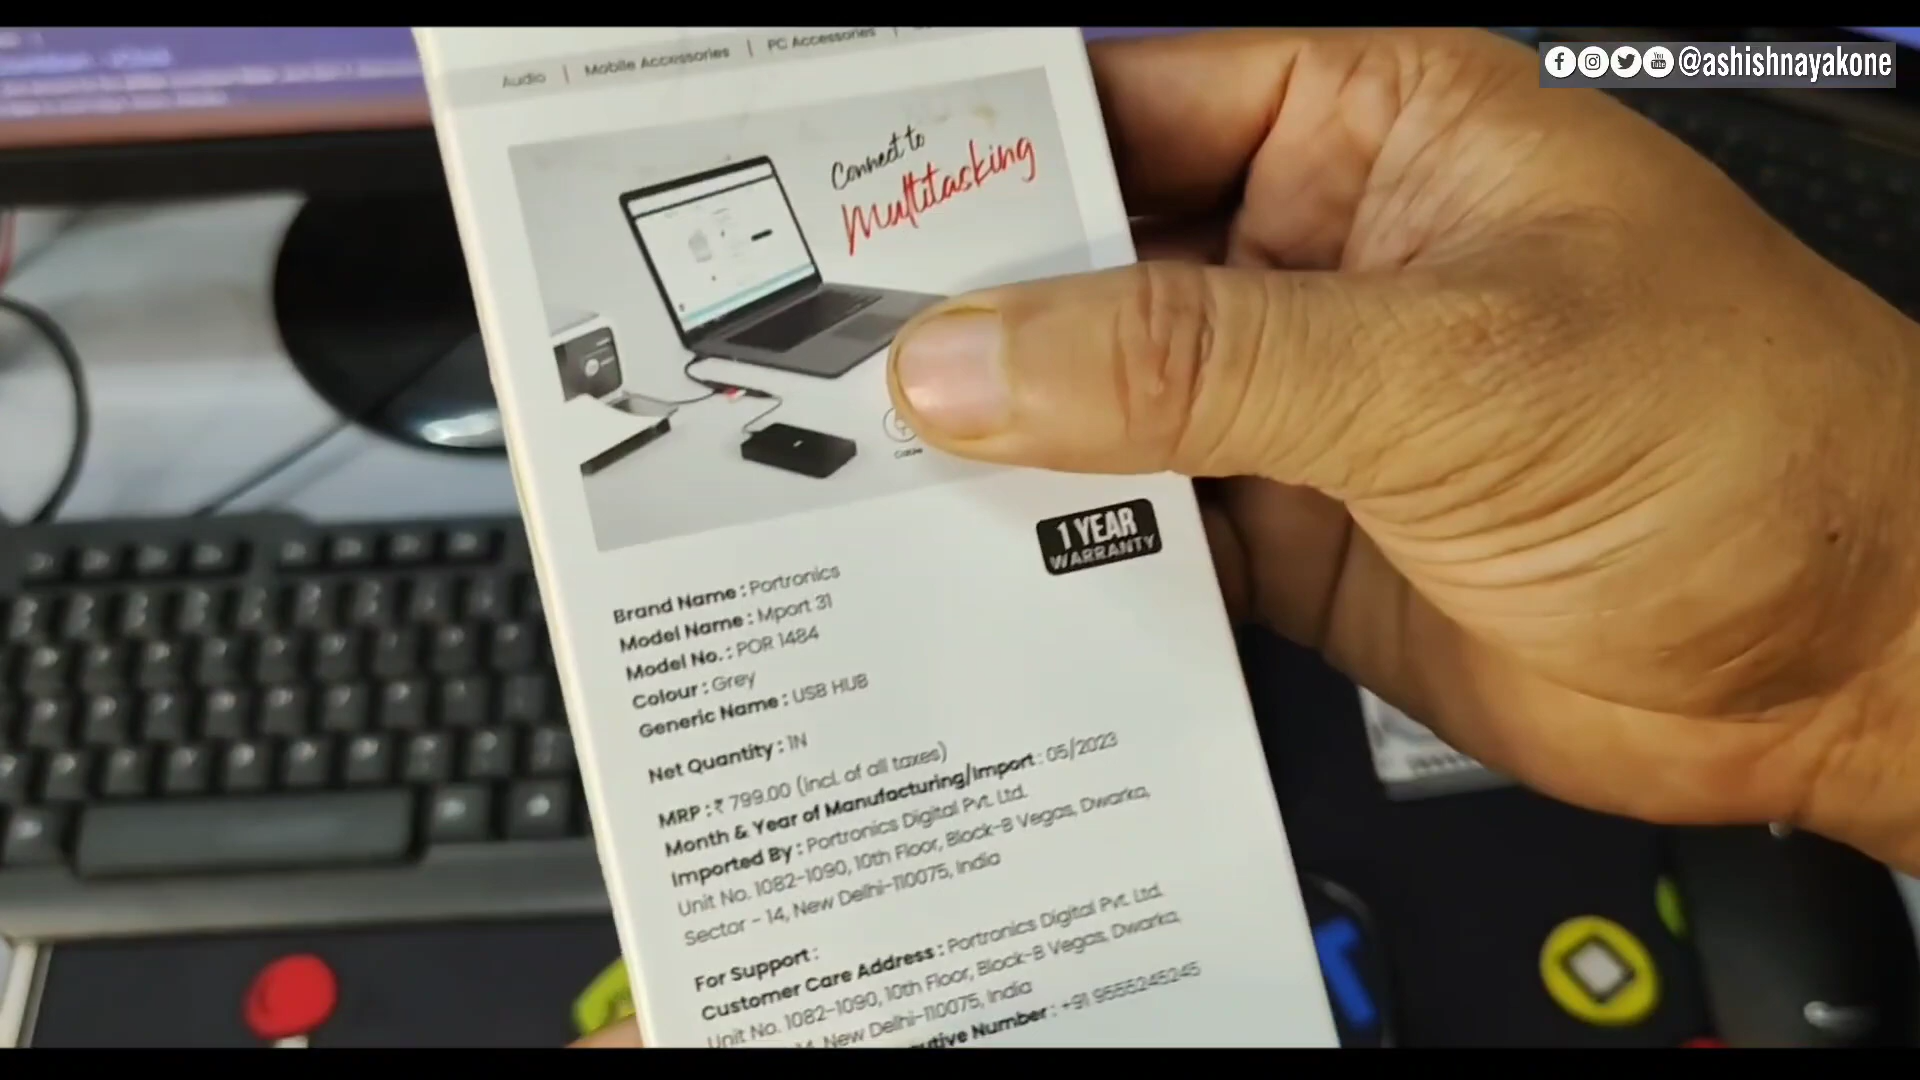 @ashishnayakone
Audio | Mobile Accessories | PC Accessories |
Connect to
Multitasking
Cable
1 YEAR
WARRANTY
Brand Name : Portronics
Model Name : Mport 31
Model No. : POR 1484
Colour : Grey
Generic Name : USB HUB
Net Quantity : 1N
MRP : ₹ 799.00 (incl. of all taxes)
Month & Year of Manufacturing/Import : 05/2023
Imported By : Portronics Digital Pvt. Ltd.
Unit No. 1082-1090, 10th Floor, Block-B Vegas, Dwarka,
Sector - 14, New Delhi-110075, India
For Support :
Customer Care Address : Portronics Digital Pvt. Ltd.
Unit No. 1082-1090, 10th Floor, Block-B Vegas, Dwarka,
14, New Delhi-110075, India
Number : +91 9555245245